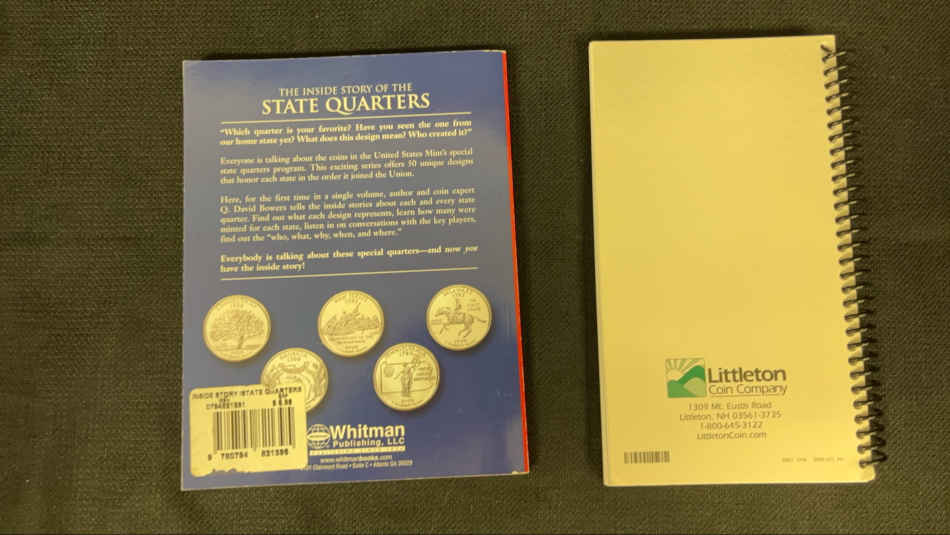 THE INSIDE STORY OF THE
STATE QUARTERS
“Which quarter is your favorite? Have you seen the one from
our home state yet? What does this design mean? Who created it?”
Everyone is talking about the coins in the United States Mint’s special
state quarters program. This exciting series offers 50 unique designs
that honor each state in the order it joined the Union.
Here, for the first time in a single volume, author and coin expert
Q. David Bowers tells the inside stories about each and every state
quarter. Find out what each design represents, learn how many were
minted for each state, listen in on conversations with the key players,
find out the “who, what, why, when, and where.”
Everybody is talking about these special quarters—and now you
have the inside story!
INSIDE STORY/STATE QUARTERS
Whitman
Publishing, LLC
www.whitmanbooks.com
Suite C • Atlanta GA
Littleton
Coin Company
1309 Mt. Eustis Road
Littleton, NH 03561-3735
1-800-645-3122
LittletonCoin.com